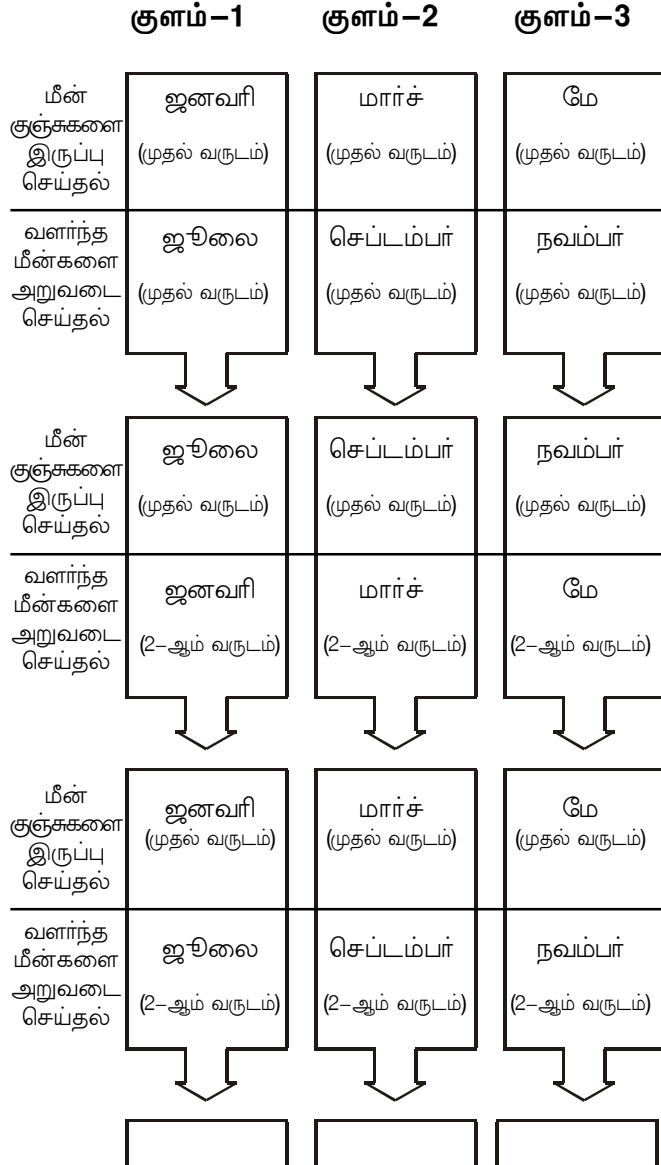 குளம்–1 குளம்–2 குளம்–3
மீன் குஞ்சுகளை இருப்பு செய்தல்
ஜனவரி மார்ச் மே
(முதல் வருடம்) (முதல் வருடம்) (முதல் வருடம்)
வளர்ந்த மீன்களை அறுவடை செய்தல்
ஜூலை செப்டம்பர் நவம்பர்
(முதல் வருடம்) (முதல் வருடம்) (முதல் வருடம்)
மீன் குஞ்சுகளை இருப்பு செய்தல்
ஜூலை செப்டம்பர் நவம்பர்
(முதல் வருடம்) (முதல் வருடம்) (முதல் வருடம்)
வளர்ந்த மீன்களை அறுவடை செய்தல்
ஜனவரி மார்ச் மே
(2–ஆம் வருடம்) (2–ஆம் வருடம்) (2–ஆம் வருடம்)
மீன் குஞ்சுகளை இருப்பு செய்தல்
ஜனவரி மார்ச் மே
(முதல் வருடம்) (முதல் வருடம்) (முதல் வருடம்)
வளர்ந்த மீன்களை அறுவடை செய்தல்
ஜூலை செப்டம்பர் நவம்பர்
(2–ஆம் வருடம்) (2–ஆம் வருடம்) (2–ஆம் வருடம்)